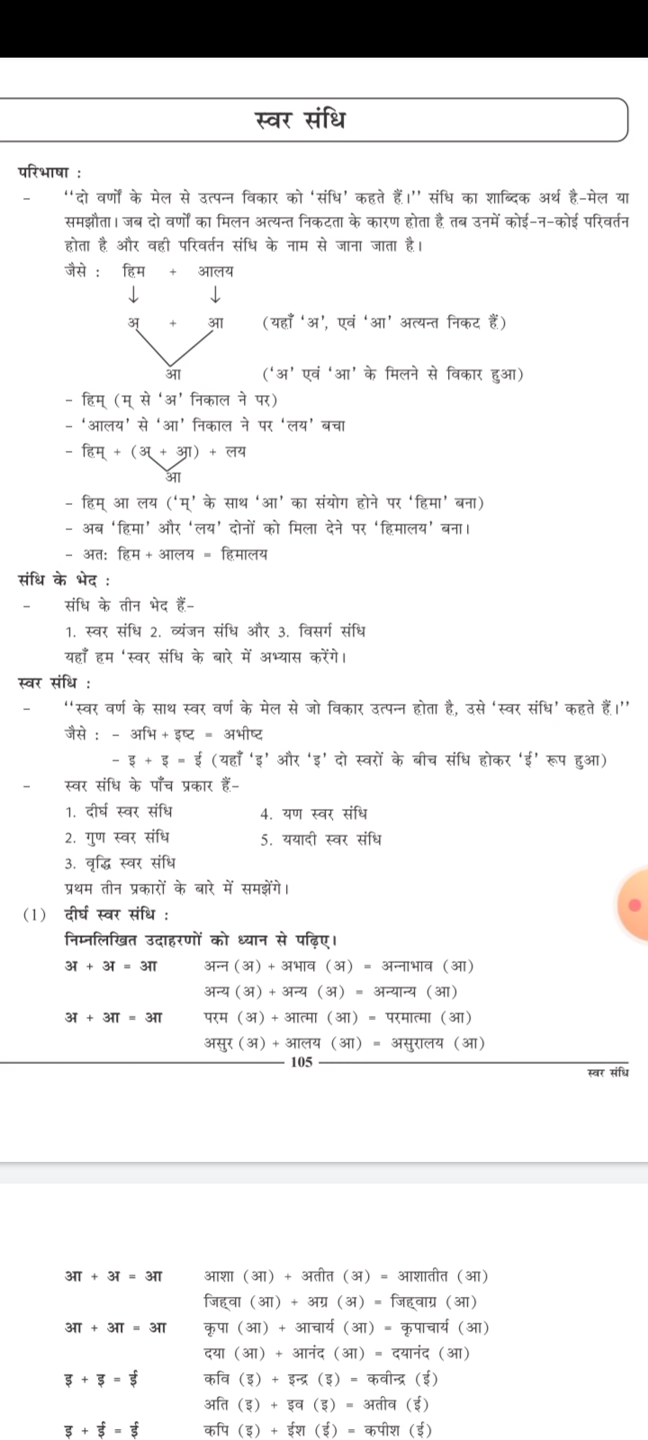 स्वर संधि
परिभाषा :
– ‘‘दो वर्णों के मेल से उत्पन्न विकार को ‘संधि’ कहते हैं।’’ संधि का शाब्दिक अर्थ है-मेल या
समझौता। जब दो वर्णों का मिलन अत्यन्त निकटता के कारण होता है तब उनमें कोई-न-कोई परिवर्तन
होता है और वही परिवर्तन संधि के नाम से जाना जाता है।
जैसे : हिम + आलय
↓ ↓
अ + आ (यहाँ ‘अ’, एवं ‘आ’ अत्यन्त निकट हैं)
आ (‘अ’ एवं ‘आ’ के मिलने से विकार हुआ)
- हिम् (म् से ‘अ’ निकाल ने पर)
- ‘आलय’ से ‘आ’ निकाल ने पर ‘लय’ बचा
- हिम् + (अ + आ) + लय
आ
- हिम् आ लय (‘म्’ के साथ ‘आ’ का संयोग होने पर ‘हिमा’ बना)
- अब ‘हिमा’ और ‘लय’ दोनों को मिला देने पर ‘हिमालय’ बना।
- अतः हिम + आलय = हिमालय
संधि के भेद :
– संधि के तीन भेद हैं-
1. स्वर संधि 2. व्यंजन संधि और 3. विसर्ग संधि
यहाँ हम ‘स्वर संधि के बारे में अभ्यास करेंगे।
स्वर संधि :
– ‘‘स्वर वर्ण के साथ स्वर वर्ण के मेल से जो विकार उत्पन्न होता है, उसे ‘स्वर संधि’ कहते हैं।’’
जैसे : - अभि + इष्ट = अभीष्ट
- इ + इ = ई (यहाँ ‘इ’ और ‘इ’ दो स्वरों के बीच संधि होकर ‘ई’ रूप हुआ)
– स्वर संधि के पाँच प्रकार हैं-
1. दीर्घ स्वर संधि 4. यण स्वर संधि
2. गुण स्वर संधि 5. ययादी स्वर संधि
3. वृद्धि स्वर संधि
प्रथम तीन प्रकारों के बारे में समझेंगे।
(1) दीर्घ स्वर संधि :
निम्नलिखित उदाहरणों को ध्यान से पढ़िए।
अ + अ = आ अन्न (अ) + अभाव (अ) = अन्नाभाव (आ)
अन्य (अ) + अन्य (अ) = अन्यान्य (आ)
अ + आ = आ परम (अ) + आत्मा (आ) = परमात्मा (आ)
असुर (अ) + आलय (आ) = असुरालय (आ)
105
स्वर संधि
आ + अ = आ आशा (आ) + अतीत (अ) = आशातीत (आ)
जिह्वा (आ) + अग्र (अ) = जिह्वाग्र (आ)
आ + आ = आ कृपा (आ) + आचार्य (आ) = कृपाचार्य (आ)
दया (आ) + आनंद (आ) = दयानंद (आ)
इ + इ = ई कवि (इ) + इन्द्र (इ) = कवीन्द्र (ई)
अति (इ) + इव (इ) = अतीव (ई)
इ + ई = ई कपि (इ) + ईश (ई) = कपीश (ई)